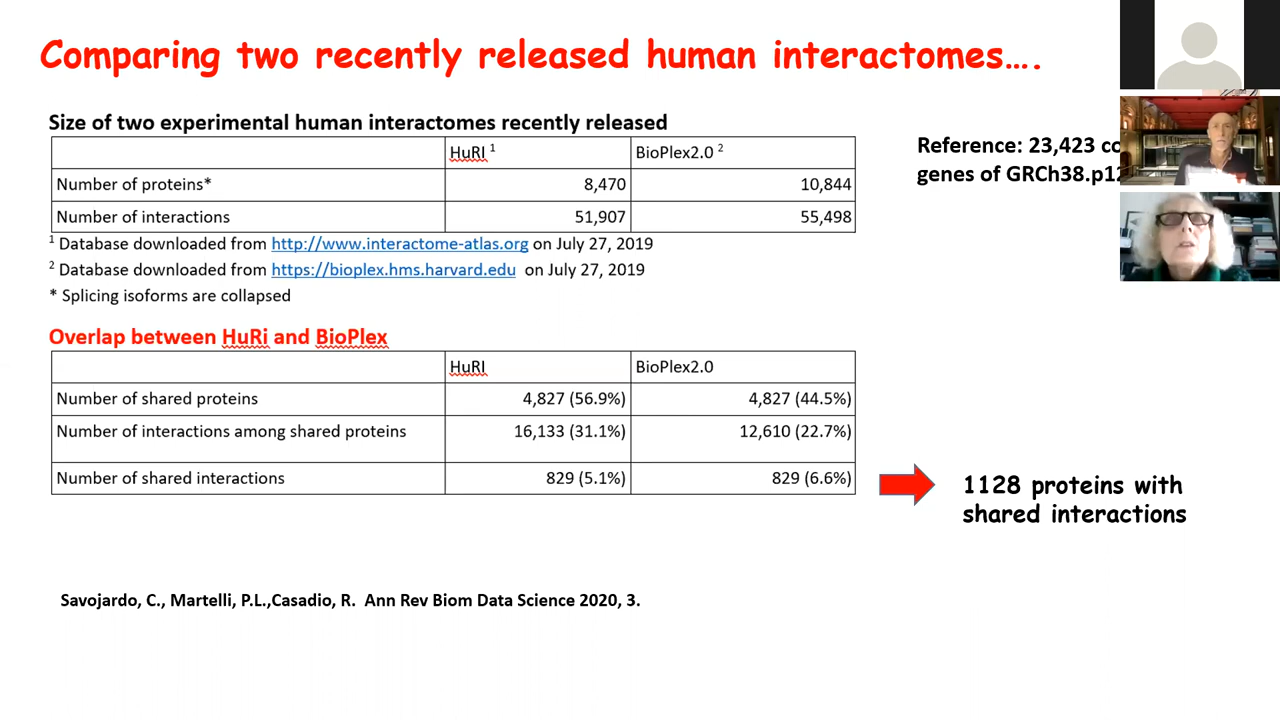 Comparing two recently released human interactomes….
Size of two experimental human interactomes recently released
HuRI 1 BioPlex2.0 2
Number of proteins* 8,470 10,844
Number of interactions 51,907 55,498
1 Database downloaded from http://www.interactome-atlas.org on July 27, 2019
2 Database downloaded from https://bioplex.hms.harvard.edu on July 27, 2019
* Splicing isoforms are collapsed
Reference: 23,423
genes of GRCh38.p12
Overlap between HuRi and BioPlex
HuRI BioPlex2.0
Number of shared proteins 4,827 (56.9%) 4,827 (44.5%)
Number of interactions among shared proteins 16,133 (31.1%) 12,610 (22.7%)
Number of shared interactions 829 (5.1%) 829 (6.6%)
1128 proteins with
shared interactions
Savojardo, C., Martelli, P.L.,Casadio, R. Ann Rev Biom Data Science 2020, 3.